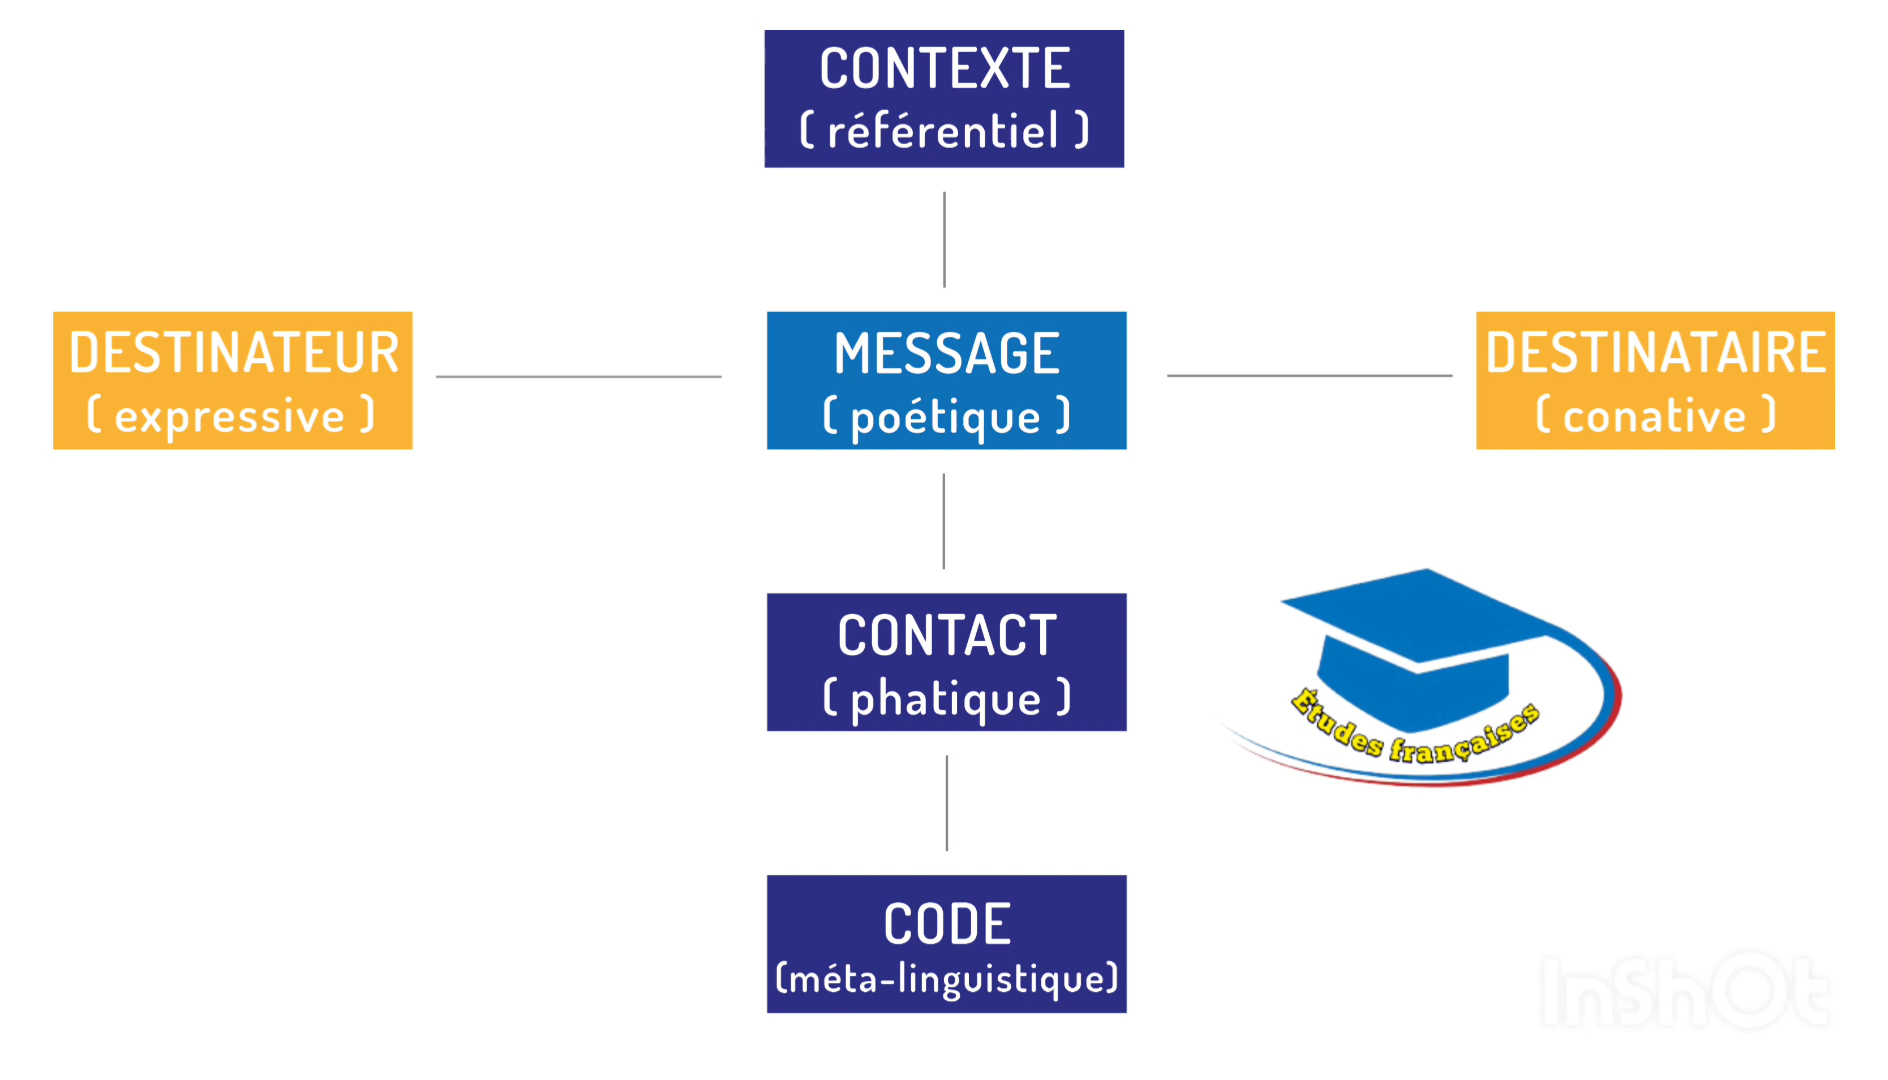 CONTEXTE
( référentiel )
DESTINATEUR
( expressive )
MESSAGE
( poétique )
DESTINATAIRE
( conative )
CONTACT
( phatique )
Études françaises
CODE
(méta-linguistique)
InShOt